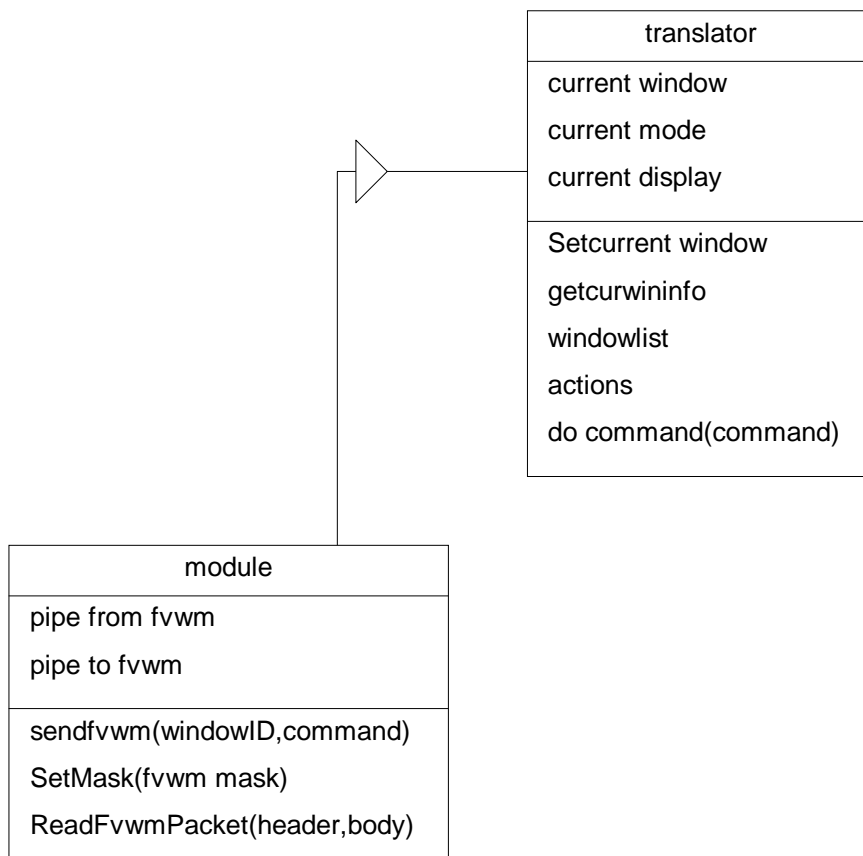 translator
current window
current mode
current display
Setcurrent window
getcurwininfo
windowlist
actions
do command(command)
module
pipe from fvwm
pipe to fvwm
sendfvwm(windowID,command)
SetMask(fvwm mask)
ReadFvwmPacket(header,body)